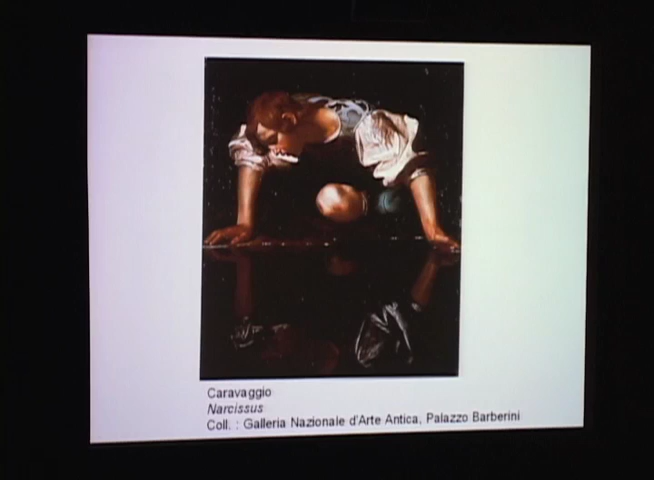 Caravaggio
Narcissus
Coll. : Galleria Nazionale d'Arte Antica, Palazzo Barberini